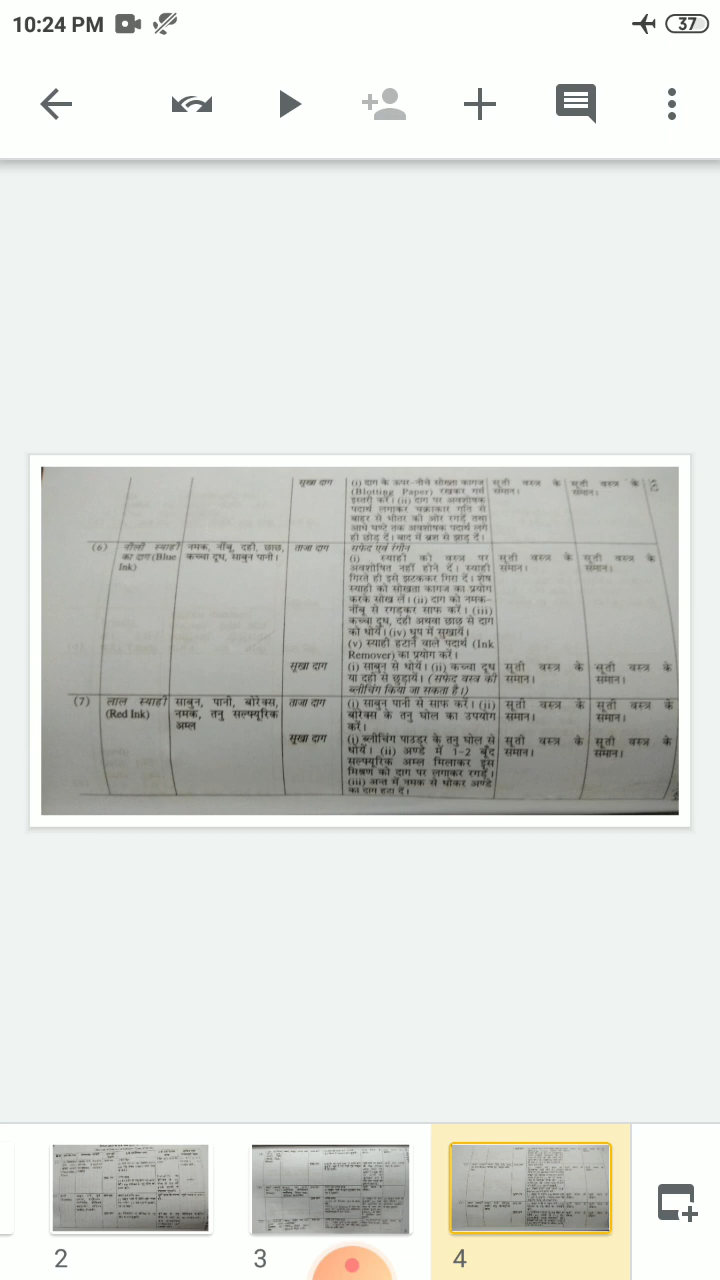 10:24 PM
37
सूखा दाग
(i) दाग के ऊपर-नीचे सोख्ता कागज
(Blotting Paper) रखकर गर्म
इस्तरी करें। (ii) दाग पर अवशोषक
पदार्थ लगाकर चक्राकार गति से
बाहर से भीतर की ओर रगड़ें तथा
आधे घण्टे तक अवशोषक पदार्थ लगे
ही छोड़ दें। बाद में ब्रश से झाड़ दें।
सूती वस्त्र के
समान।
सूती वस्त्र के
समान।
(6)
नीली स्याही
का दाग (Blue
Ink)
नमक, नींबू, दही, छाछ,
कच्चा दूध, साबुन पानी।
ताजा दाग
सफेद एवं रंगीन
(i) स्याही को वस्त्र पर
अवशोषित नहीं होने दें। स्याही
गिरते ही इसे झटककर गिरा दें। शेष
स्याही को सोखता कागज का प्रयोग
करके सोख लें। (ii) दाग को नमक-
नींबू से रगड़कर साफ करें। (iii)
कच्चा दूध, दही अथवा छाछ से दाग
को धोयें। (iv) धूप में सुखायें।
(v) स्याही हटाने वाले पदार्थ (Ink
Remover) का प्रयोग करें।
सूती वस्त्र के
समान।
सूती वस्त्र के
समान।
सूखा दाग
(i) साबुन से धोयें। (ii) कच्चा दूध
या दही से छुड़ायें। (सफेद वस्त्र को
ब्लीचिंग किया जा सकता है।)
सूती वस्त्र के
समान।
सूती वस्त्र के
समान।
(7)
लाल स्याही
(Red Ink)
साबुन, पानी, बोरेक्स,
नमक, तनु सल्फ्यूरिक
अम्ल
ताजा दाग
(i) साबुन पानी से साफ करें। (ii)
बोरेक्स के तनु घोल का उपयोग
करें।
सूती वस्त्र के
समान।
सूती वस्त्र के
समान।
सूखा दाग
(i) ब्लीचिंग पाउडर के तनु घोल से
धोयें। (ii) अण्डे में 1-2 बूँद
सल्फ्यूरिक अम्ल मिलाकर इस
मिश्रण को दाग पर लगाकर रगड़ें।
(iii) अन्त में नमक से धोकर अण्डे
का दाग हटा दें।
सूती वस्त्र के
समान।
सूती वस्त्र के
समान।
2
3
4